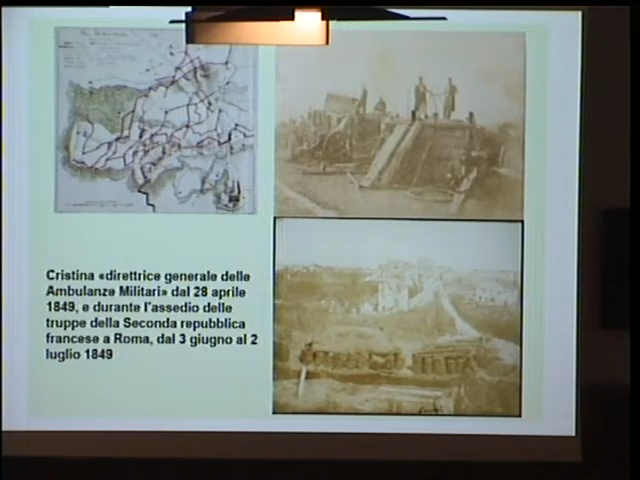 Cristina «direttrice generale delle
Ambulanze Militari» dal 28 aprile
1849, e durante l'assedio delle
truppe della Seconda repubblica
francese a Roma, dal 3 giugno al 2
luglio 1849